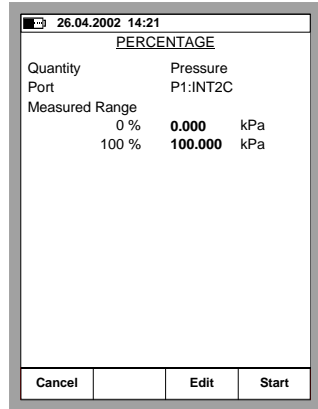 26.04.2002 14:21
PERCENTAGE
Quantity Pressure
Port P1:INT2C
Measured Range
0 % 0.000 kPa
100 % 100.000 kPa
Cancel Edit Start